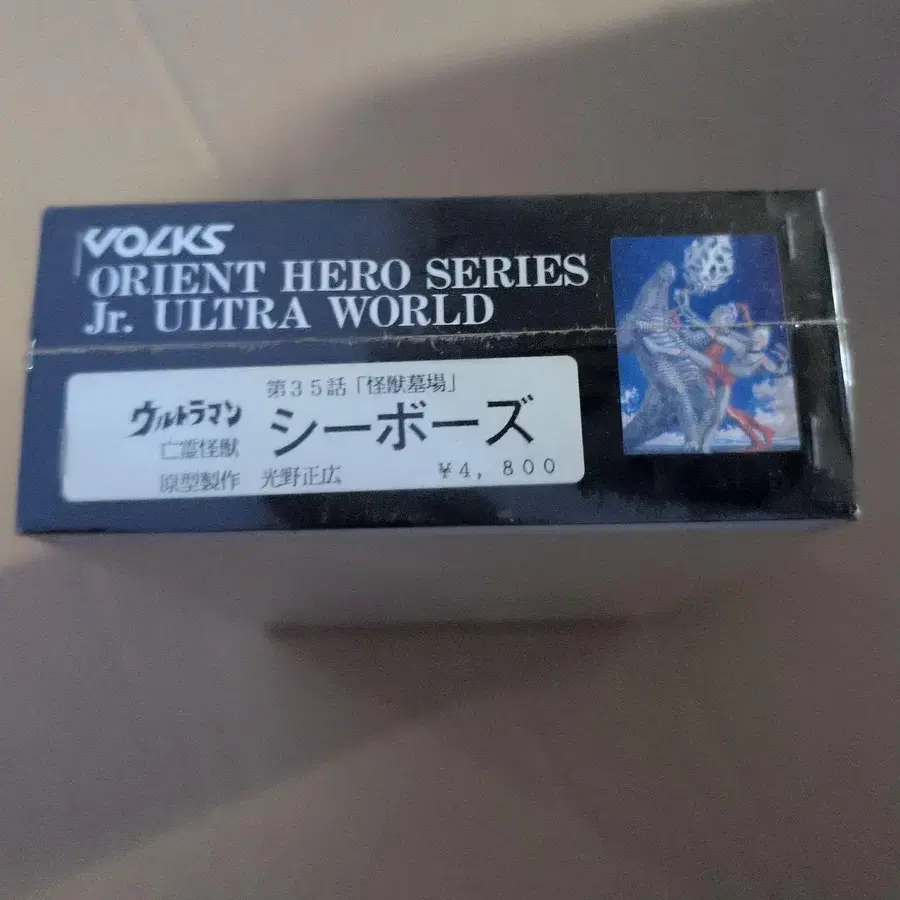 VOLKS
ORIENT HERO SERIES
Jr. ULTRA WORLD
第35話「怪獣墓場」
ウルトラマン
亡霊怪獣
シーボーズ
原型製作 光野正広 ¥4,800